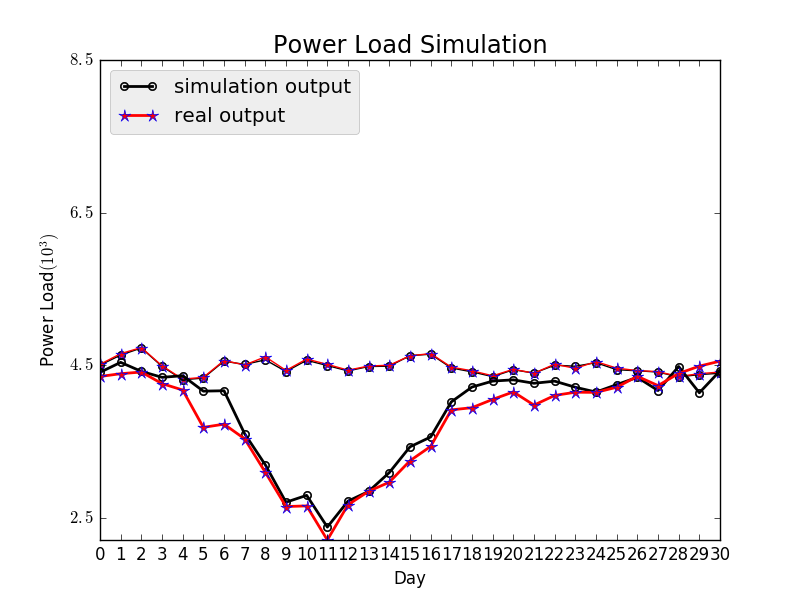 Power Load Simulation
simulation output
real output
8.5
6.5
4.5
2.5
Power Load(10³)
0 1 2 3 4 5 6 7 8 9 10 11 12 13 14 15 16 17 18 19 20 21 22 23 24 25 26 27 28 29 30
Day